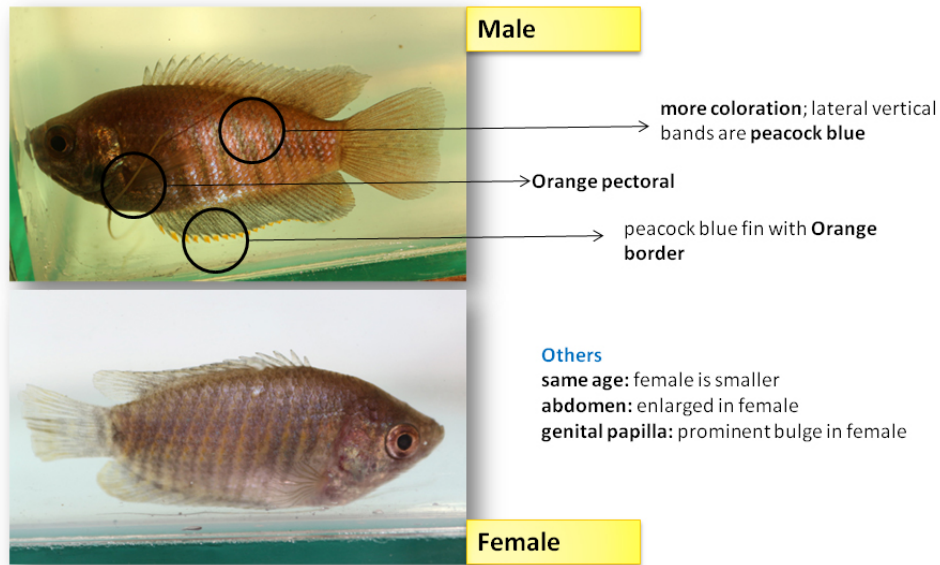 Male
more coloration; lateral vertical
bands are peacock blue
Orange pectoral
peacock blue fin with Orange
border
Others
same age: female is smaller
abdomen: enlarged in female
genital papilla: prominent bulge in female
Female